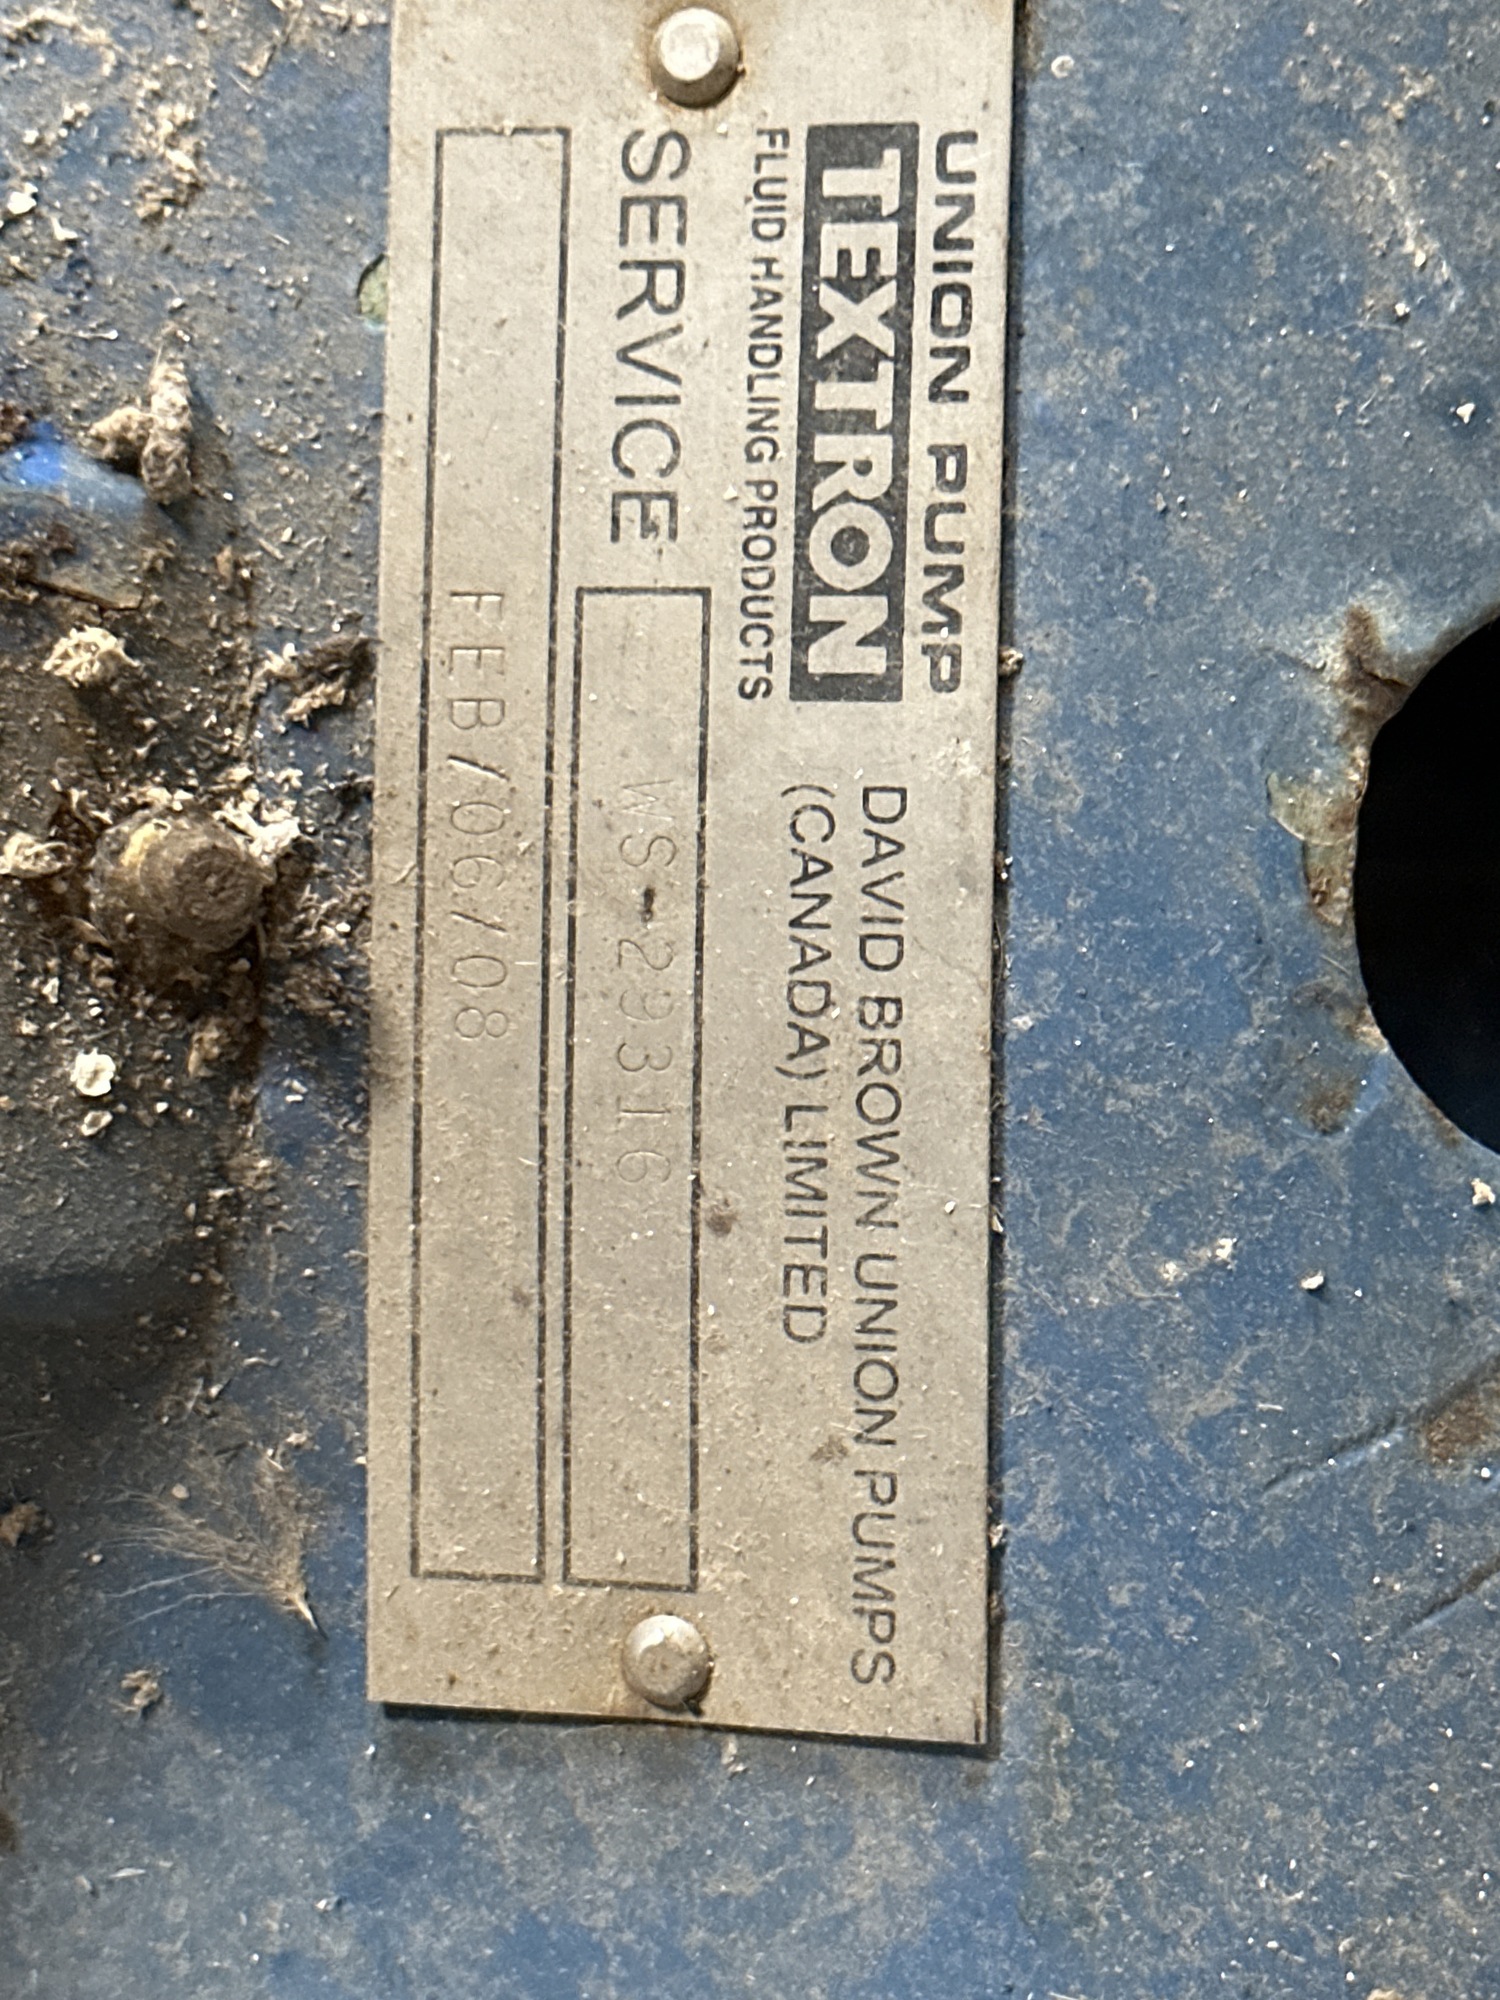 UNION PUMP
TEXTRON
FLUID HANDLING PRODUCTS
DAVID BROWN UNION PUMPS
(CANADA) LIMITED
SERVICE WS-29316
FEB/06/08